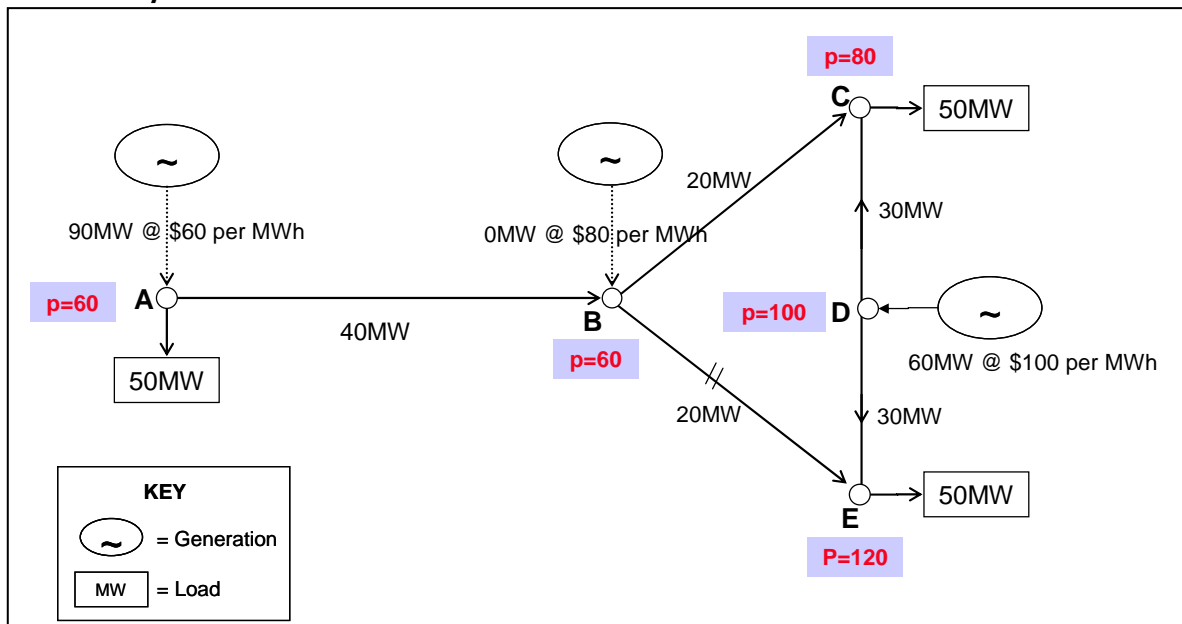 p=80
C
50MW
~
~
20MW
30MW
90MW @ $60 per MWh
0MW @ $80 per MWh
p=60
A
B
p=100
D
~
40MW
p=60
60MW @ $100 per MWh
50MW
20MW
30MW
KEY
50MW
E
~
= Generation
P=120
MW
= Load